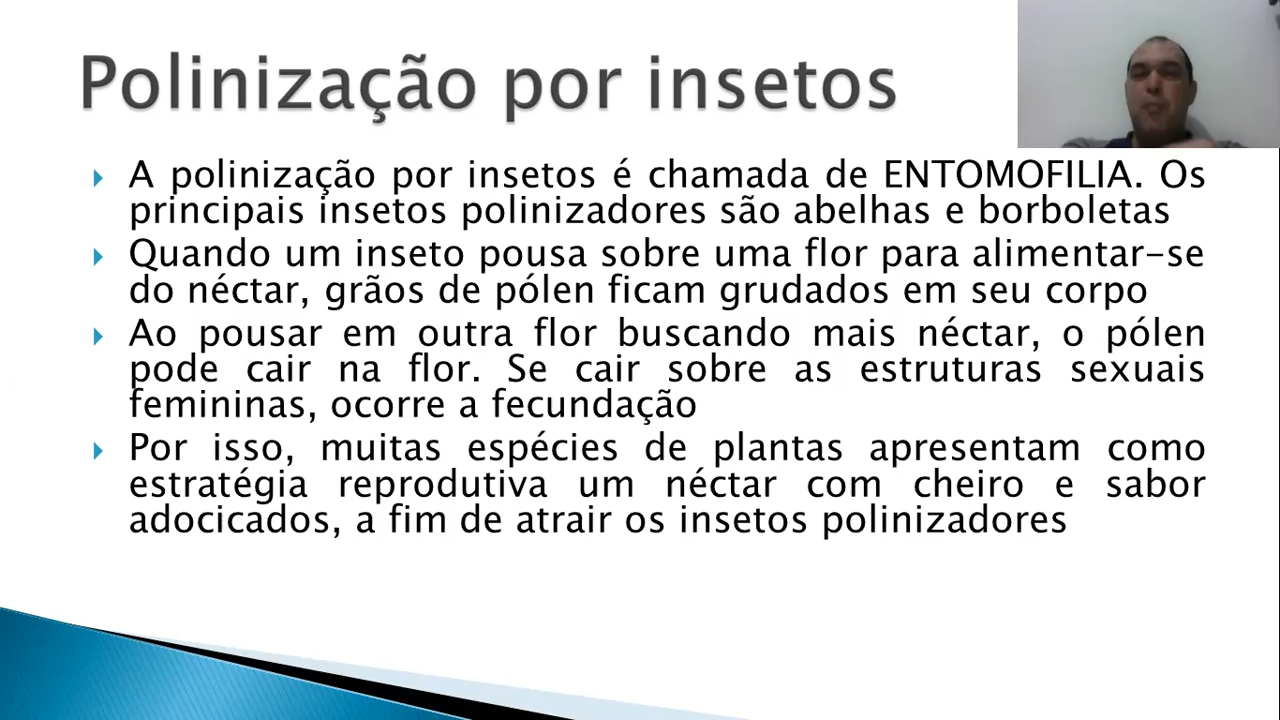 Polinização por insetos
A polinização por insetos é chamada de ENTOMOFILIA. Os
principais insetos polinizadores são abelhas e borboletas
Quando um inseto pousa sobre uma flor para alimentar-se
do néctar, grãos de pólen ficam grudados em seu corpo
Ao pousar em outra flor buscando mais néctar, o pólen
pode cair na flor. Se cair sobre as estruturas sexuais
femininas, ocorre a fecundação
Por isso, muitas espécies de plantas apresentam como
estratégia reprodutiva um néctar com cheiro e sabor
adocicados, a fim de atrair os insetos polinizadores